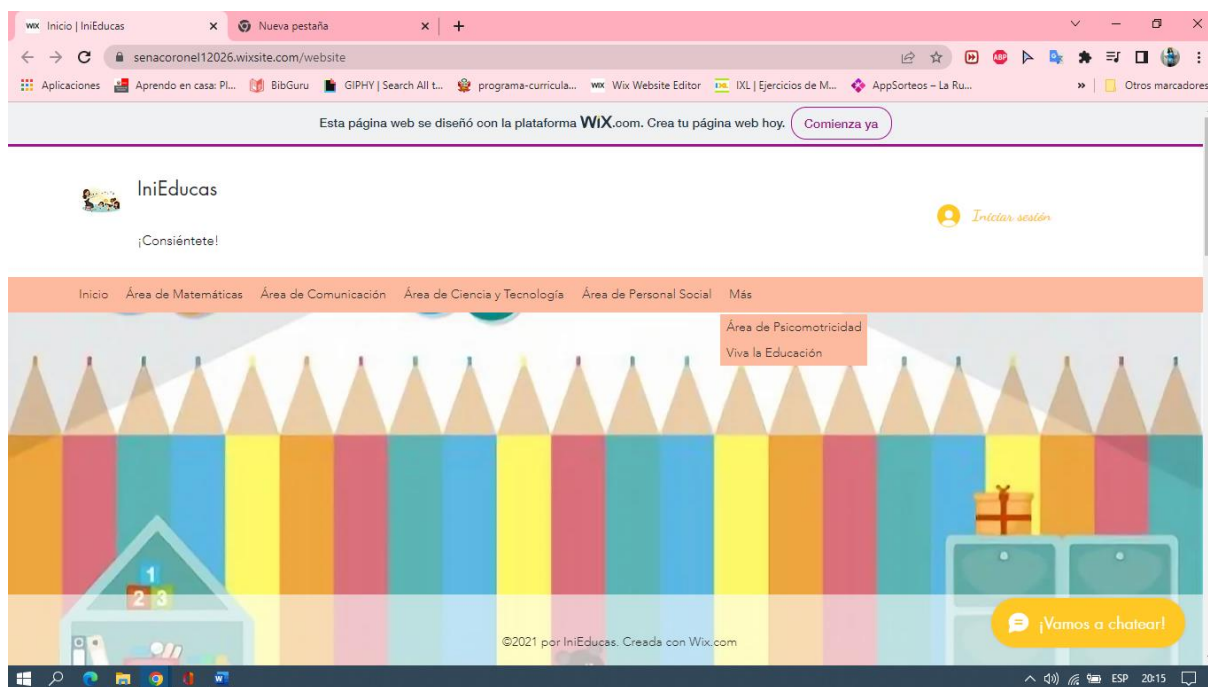 WiX Inicio | IniEducas
Nueva pestaña
senacoronel12026.wixsite.com/website
ABP
Aplicaciones Aprendo en casa: Pl... BibGuru GIPHY | Search All t... programa-curricula... WiX Wix Website Editor IXL | Ejercicios de M... AppSorteos – La Ru... » Otros marcadores
Esta página web se diseñó con la plataforma WiX.com. Crea tu página web hoy. Comienza ya
IniEducas
Iniciar sesión
¡Consiéntete!
Inicio Área de Matemáticas Área de Comunicación Área de Ciencia y Tecnología Área de Personal Social Más
Área de Psicomotricidad
Viva la Educación
1
2 3
¡Vamos a chatear!
©2021 por IniEducas. Creada con Wix.com
ESP 20:15